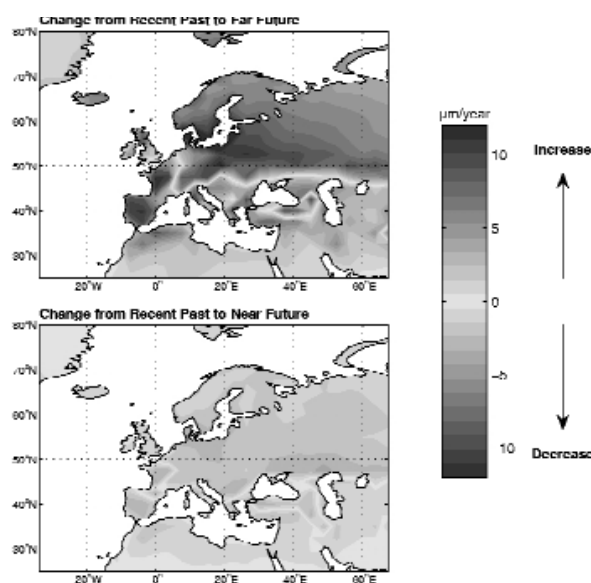 Change from Recent Past to Far Future
80°N
70°N
60°N
50°N
40°N
30°N
20°W 0° 20°E 40°E 60°E
Change from Recent Past to Near Future
80°N
70°N
60°N
50°N
40°N
30°N
20°W 0° 20°E 40°E 60°E
μm/year
10
5
0
−5
10
Increase
Decrease